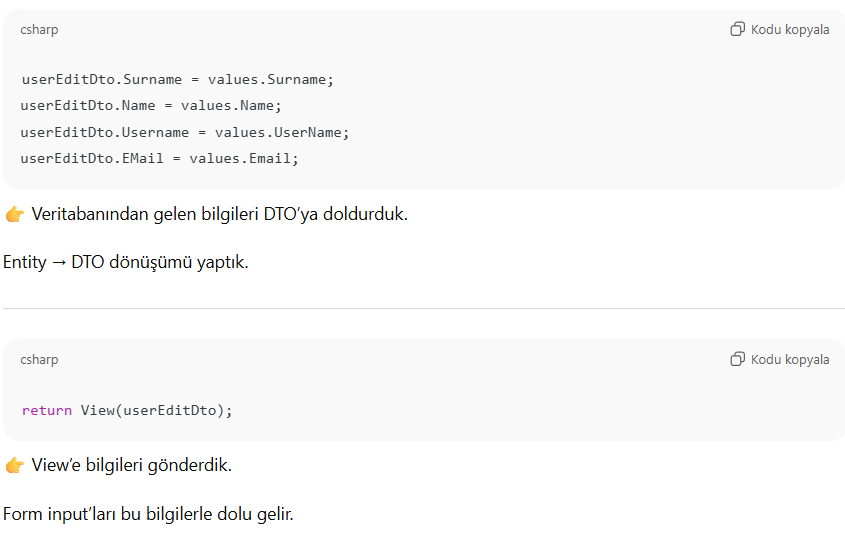 csharp Kodu kopyala
userEditDto.Surname = values.Surname;
userEditDto.Name = values.Name;
userEditDto.Username = values.UserName;
userEditDto.EMail = values.Email;
👉 Veritabanından gelen bilgileri DTO’ya doldurduk.
Entity → DTO dönüşümü yaptık.
csharp Kodu kopyala
return View(userEditDto);
👉 View’e bilgileri gönderdik.
Form input’ları bu bilgilerle dolu gelir.